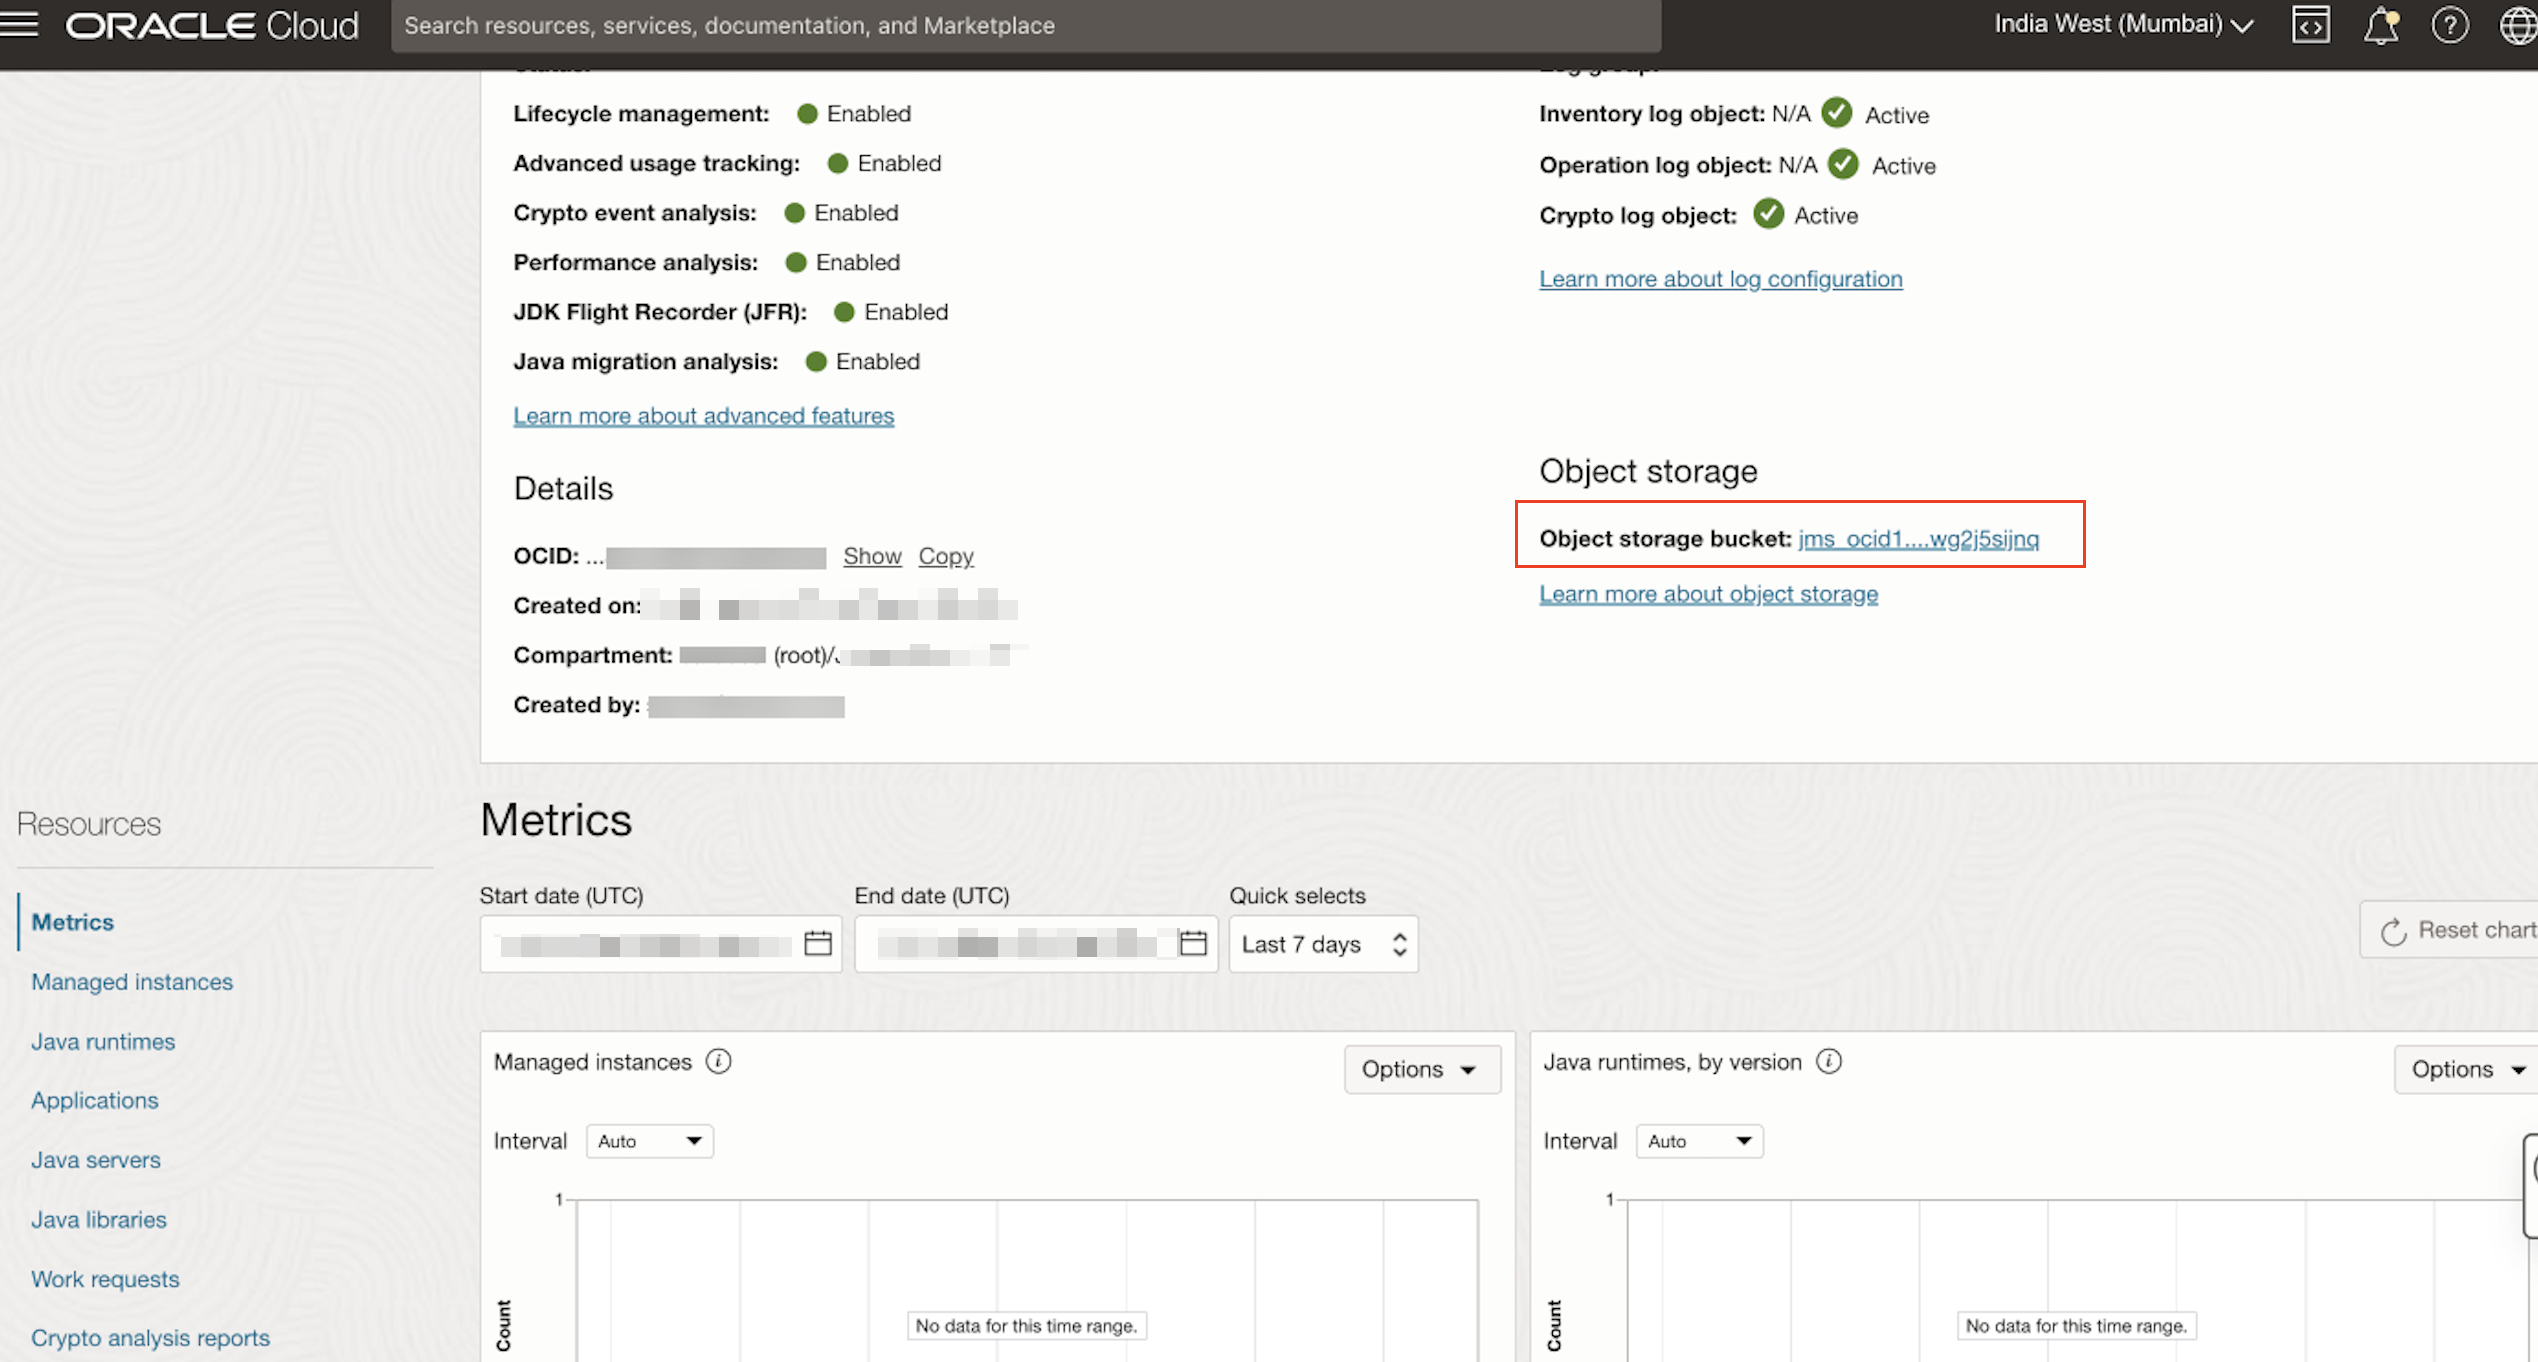 ORACLE Cloud
Search resources, services, documentation, and Marketplace
India West (Mumbai)
Lifecycle management: Enabled
Advanced usage tracking: Enabled
Crypto event analysis: Enabled
Performance analysis: Enabled
JDK Flight Recorder (JFR): Enabled
Java migration analysis: Enabled
Learn more about advanced features
Inventory log object: N/A Active
Operation log object: N/A Active
Crypto log object: Active
Learn more about log configuration
Details
OCID: ... Show Copy
Created on:
Compartment: (root)/
Created by:
Object storage
Object storage bucket: jms_ocid1....wg2j5sijnq
Learn more about object storage
Resources
Metrics
Managed instances
Java runtimes
Applications
Java servers
Java libraries
Work requests
Crypto analysis reports
Metrics
Start date (UTC)
End date (UTC)
Quick selects
Last 7 days
Reset chart
Managed instances
Options
Interval Auto
1
Count
No data for this time range.
Java runtimes, by version
Options
Interval Auto
1
Count
No data for this time range.